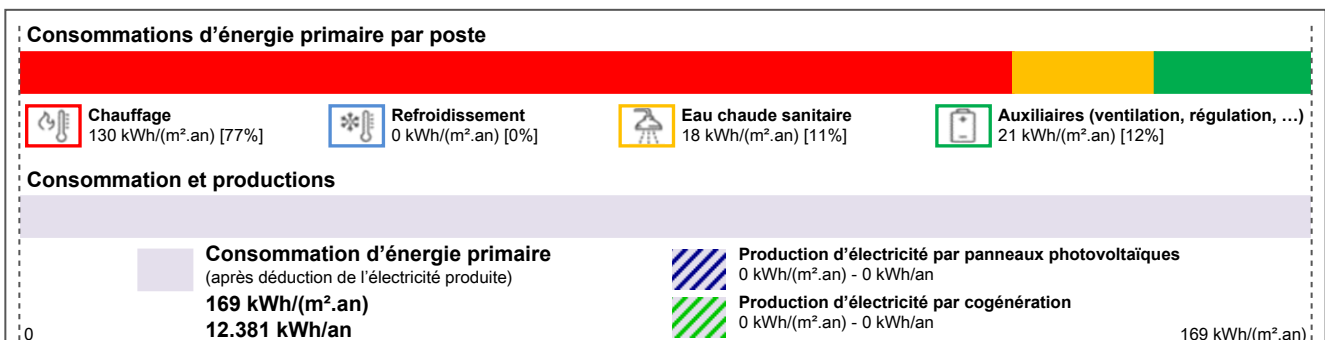 Consommations d’énergie primaire par poste
Chauffage
130 kWh/(m².an) [77%]
Refroidissement
0 kWh/(m².an) [0%]
Eau chaude sanitaire
18 kWh/(m².an) [11%]
Auxiliaires (ventilation, régulation, …)
21 kWh/(m².an) [12%]
Consommation et productions
Consommation d’énergie primaire
(après déduction de l’électricité produite)
169 kWh/(m².an)
12.381 kWh/an
Production d’électricité par panneaux photovoltaïques
0 kWh/(m².an) - 0 kWh/an
Production d’électricité par cogénération
0 kWh/(m².an) - 0 kWh/an
0
169 kWh/(m².an)